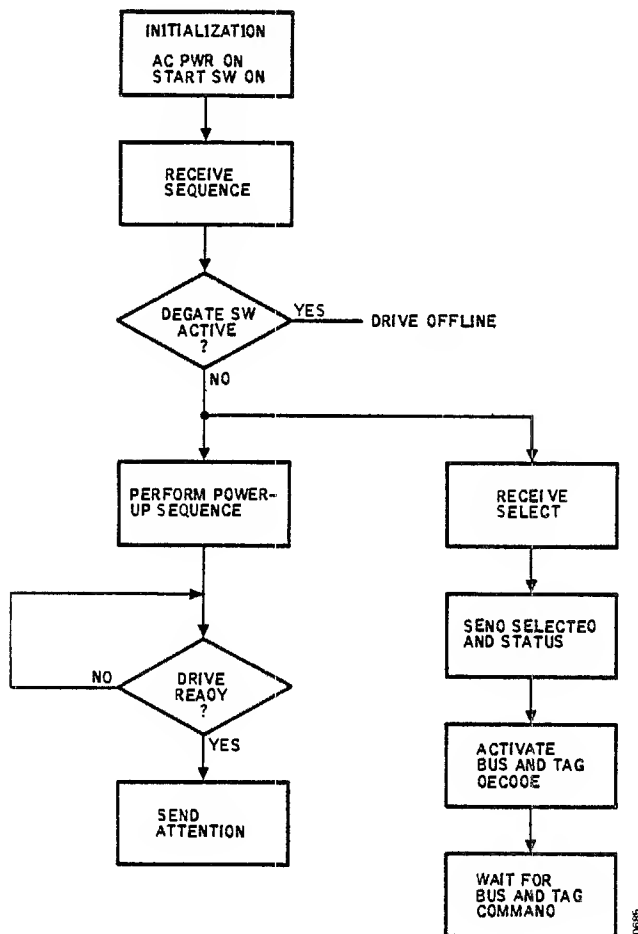 INITIALIZATION
AC PWR ON
START SW ON
RECEIVE
SEQUENCE
DEGATE SW
ACTIVE
?
YES
DRIVE OFFLINE
NO
PERFORM POWER-
UP SEQUENCE
RECEIVE
SELECT
SENO SELECTEO
AND STATUS
NO
DRIVE
READY
?
YES
ACTIVATE
BUS AND TAG
OECOOE
SEND
ATTENTION
WAIT FOR
BUS AND TAG
COMMANO